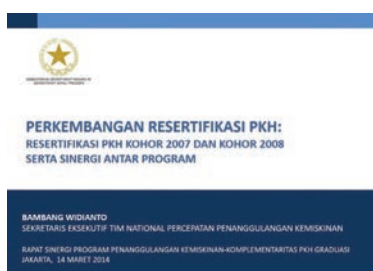 PERKEMBANGAN RESERTIFIKASI PKH:
RESERTIFIKASI PKH KOHOR 2007 DAN KOHOR 2008
SERTA SINERGI ANTAR PROGRAM
BAMBANG WIDIANTO
SEKRETARIS EKSEKUTIF TIM NATIONAL PERCEPATAN PENANGGULANGAN KEMISKINAN
RAPAT SINERGI PROGRAM PENANGGULANGAN KEMISKINAN-KOMPLEMENTARITAS PKH GRADUASI
JAKARTA, 14 MARET 2014